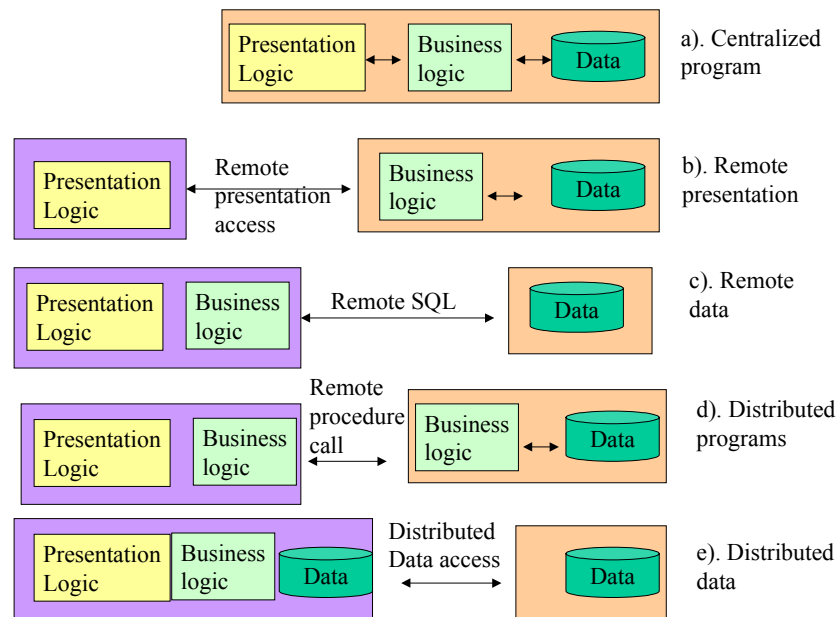 Presentation
Logic
Business
logic
Data
a). Centralized
program
Presentation
Logic
Remote
presentation
access
Business
logic
Data
b). Remote
presentation
Presentation
Logic
Business
logic
Remote SQL
Data
c). Remote
data
Presentation
Logic
Business
logic
Remote
procedure
call
Business
logic
Data
d). Distributed
programs
Presentation
Logic
Business
logic
Data
Distributed
Data access
Data
e). Distributed
data